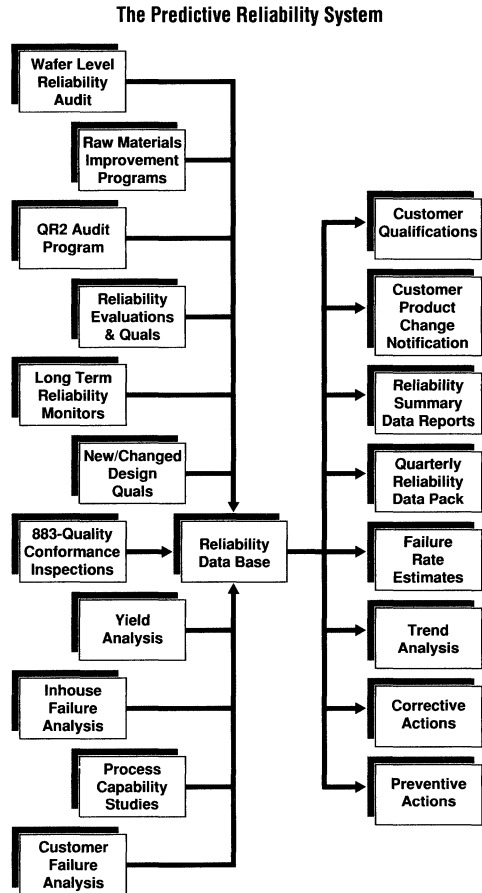 The Predictive Reliability System
Wafer Level
Reliability
Audit
Raw Materials
Improvement
Programs
QR2 Audit
Program
Reliability
Evaluations
& Quals
Long Term
Reliability
Monitors
New/Changed
Design
Quals
883-Quality
Conformance
Inspections
Yield
Analysis
Inhouse
Failure
Analysis
Process
Capability
Studies
Customer
Failure
Analysis
Reliability
Data Base
Customer
Qualifications
Customer
Product
Change
Notification
Reliability
Summary
Data Reports
Quarterly
Reliability
Data Pack
Failure
Rate
Estimates
Trend
Analysis
Corrective
Actions
Preventive
Actions